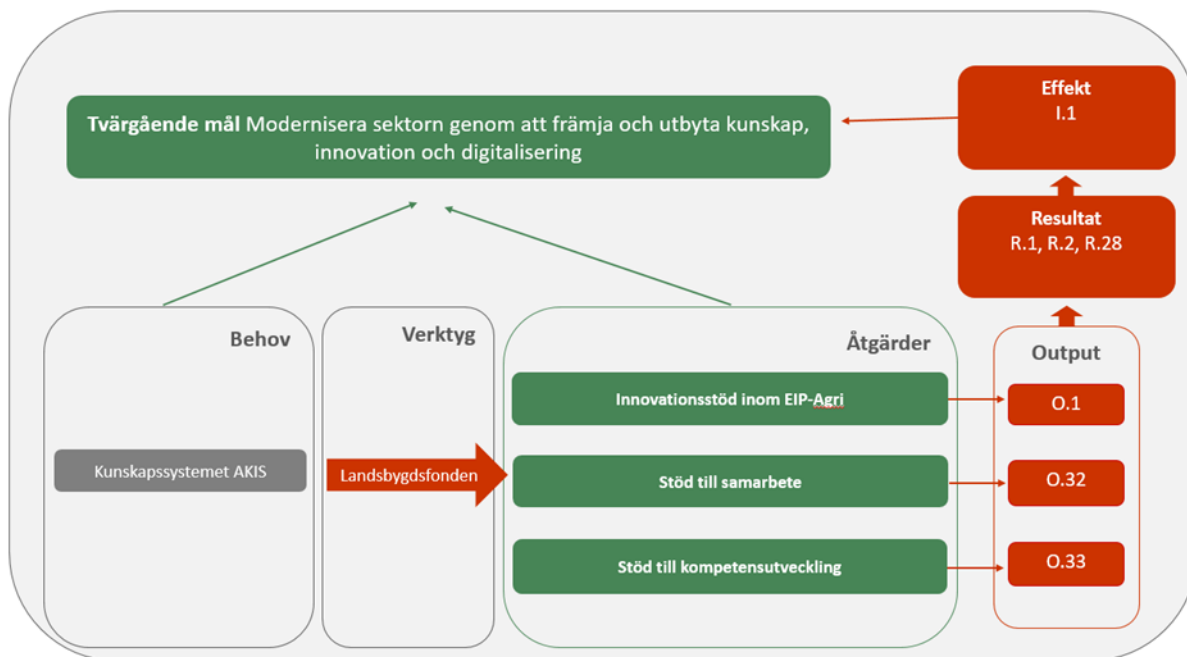 Tvärgående mål Modernisera sektorn genom att främja och utbyta kunskap,
innovation och digitalisering
Effekt
I.1
Resultat
R.1, R.2, R.28
Behov
Verktyg
Åtgärder
Output
Innovationsstöd inom EIP-Agri
O.1
Kunskapssystemet AKIS
Landsbygdsfonden
Stöd till samarbete
O.32
Stöd till kompetensutveckling
O.33